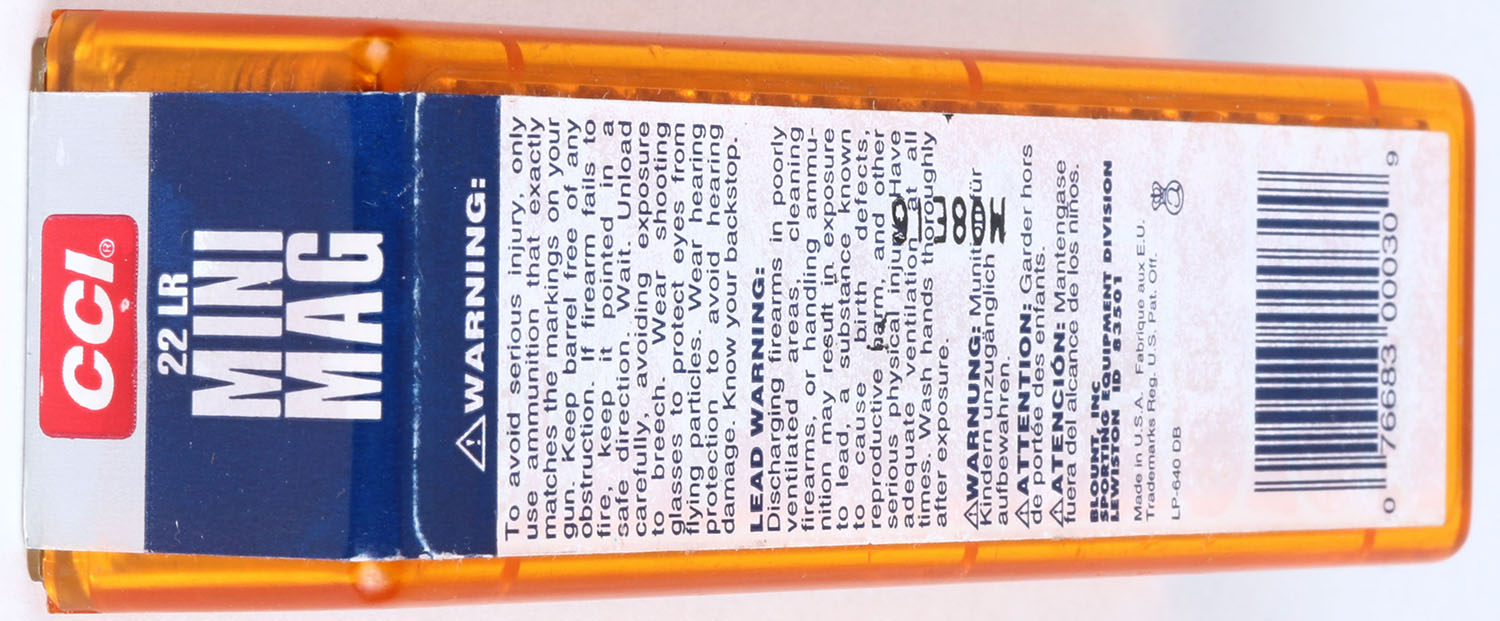 CCI®
22 LR
MINI
MAG
⚠WARNING:
To avoid serious injury, only
use ammunition that exactly
matches the markings on your
gun. Keep barrel free of any
obstruction. If firearm fails to
fire, keep it pointed in a
safe direction. Wait. Unload
carefully, avoiding exposure
to breech. Wear shooting
glasses to protect eyes from
flying particles. Wear hearing
protection to avoid hearing
damage. Know your backstop.
LEAD WARNING:
Discharging firearms in poorly
ventilated areas, cleaning
firearms, or handling ammu-
nition may result in exposure
to lead, a substance known
to cause birth defects,
reproductive harm, and other
serious physical injury. Have
adequate ventilation at all
times. Wash hands thoroughly
after exposure.
⚠WARNUNG: Munition für
Kindern unzugänglich
aufbewahren.
⚠ATTENTION: Garder hors
de portée des enfants.
⚠ATENCIÓN: Mantengase
fuera del alcance de los niños.
BLOUNT, INC.
SPORTING EQUIPMENT DIVISION
LEWISTON ID 83501
Made in U.S.A. Fabrique aux E.U.
Trademarks Reg. U.S. Pat. Off.
LP-640 DB
0 76683 00030 9